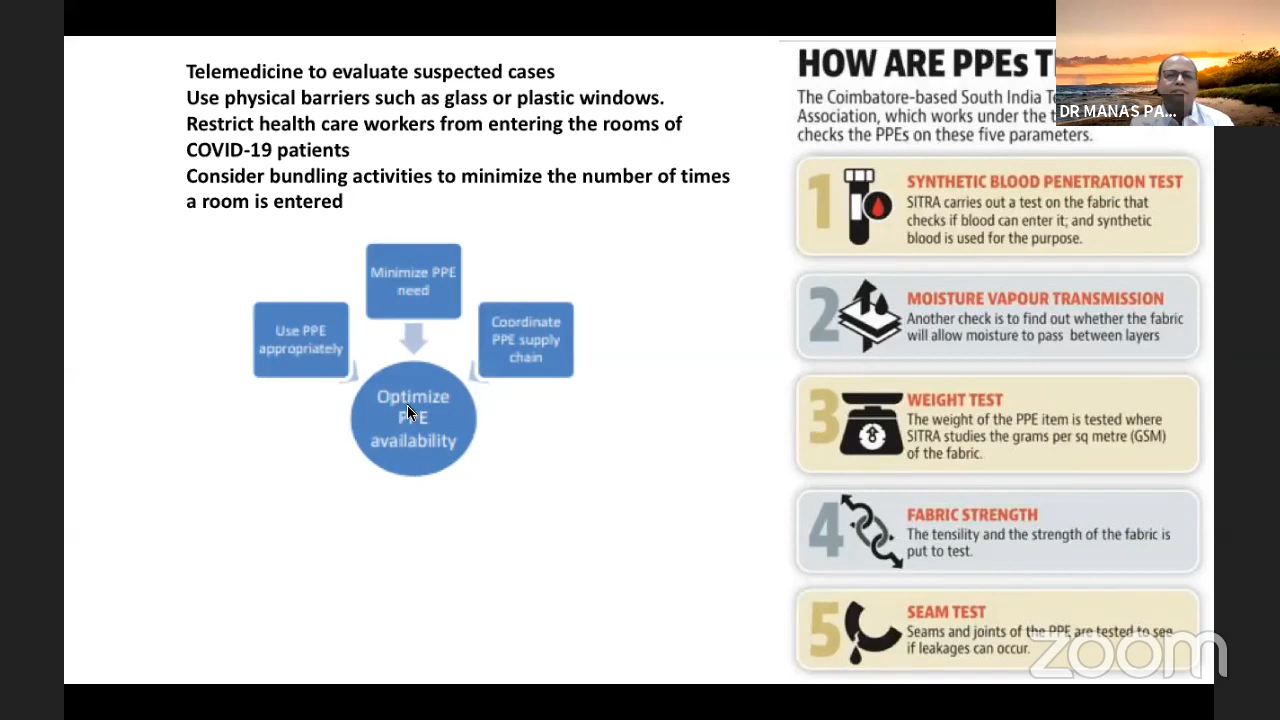 Telemedicine to evaluate suspected cases
Use physical barriers such as glass or plastic windows.
Restrict health care workers from entering the rooms of
COVID-19 patients
Consider bundling activities to minimize the number of times
a room is entered
Minimize PPE
need
Use PPE
appropriately
Coordinate
PPE supply
chain
Optimize
PPE
availability
HOW ARE PPEs T
The Coimbatore-based South India Te
Association, which works under the t
checks the PPEs on these five parameters.
DR MANAS PA...
1
SYNTHETIC BLOOD PENETRATION TEST
SITRA carries out a test on the fabric that
checks if blood can enter it; and synthetic
blood is used for the purpose.
2
MOISTURE VAPOUR TRANSMISSION
Another check is to find out whether the fabric
will allow moisture to pass between layers
3
WEIGHT TEST
The weight of the PPE item is tested where
SITRA studies the grams per sq metre (GSM)
of the fabric.
4
FABRIC STRENGTH
The tensility and the strength of the fabric is
put to test.
5
SEAM TEST
Seams and joints of the PPE are tested to see
if leakages can occur.
zoom